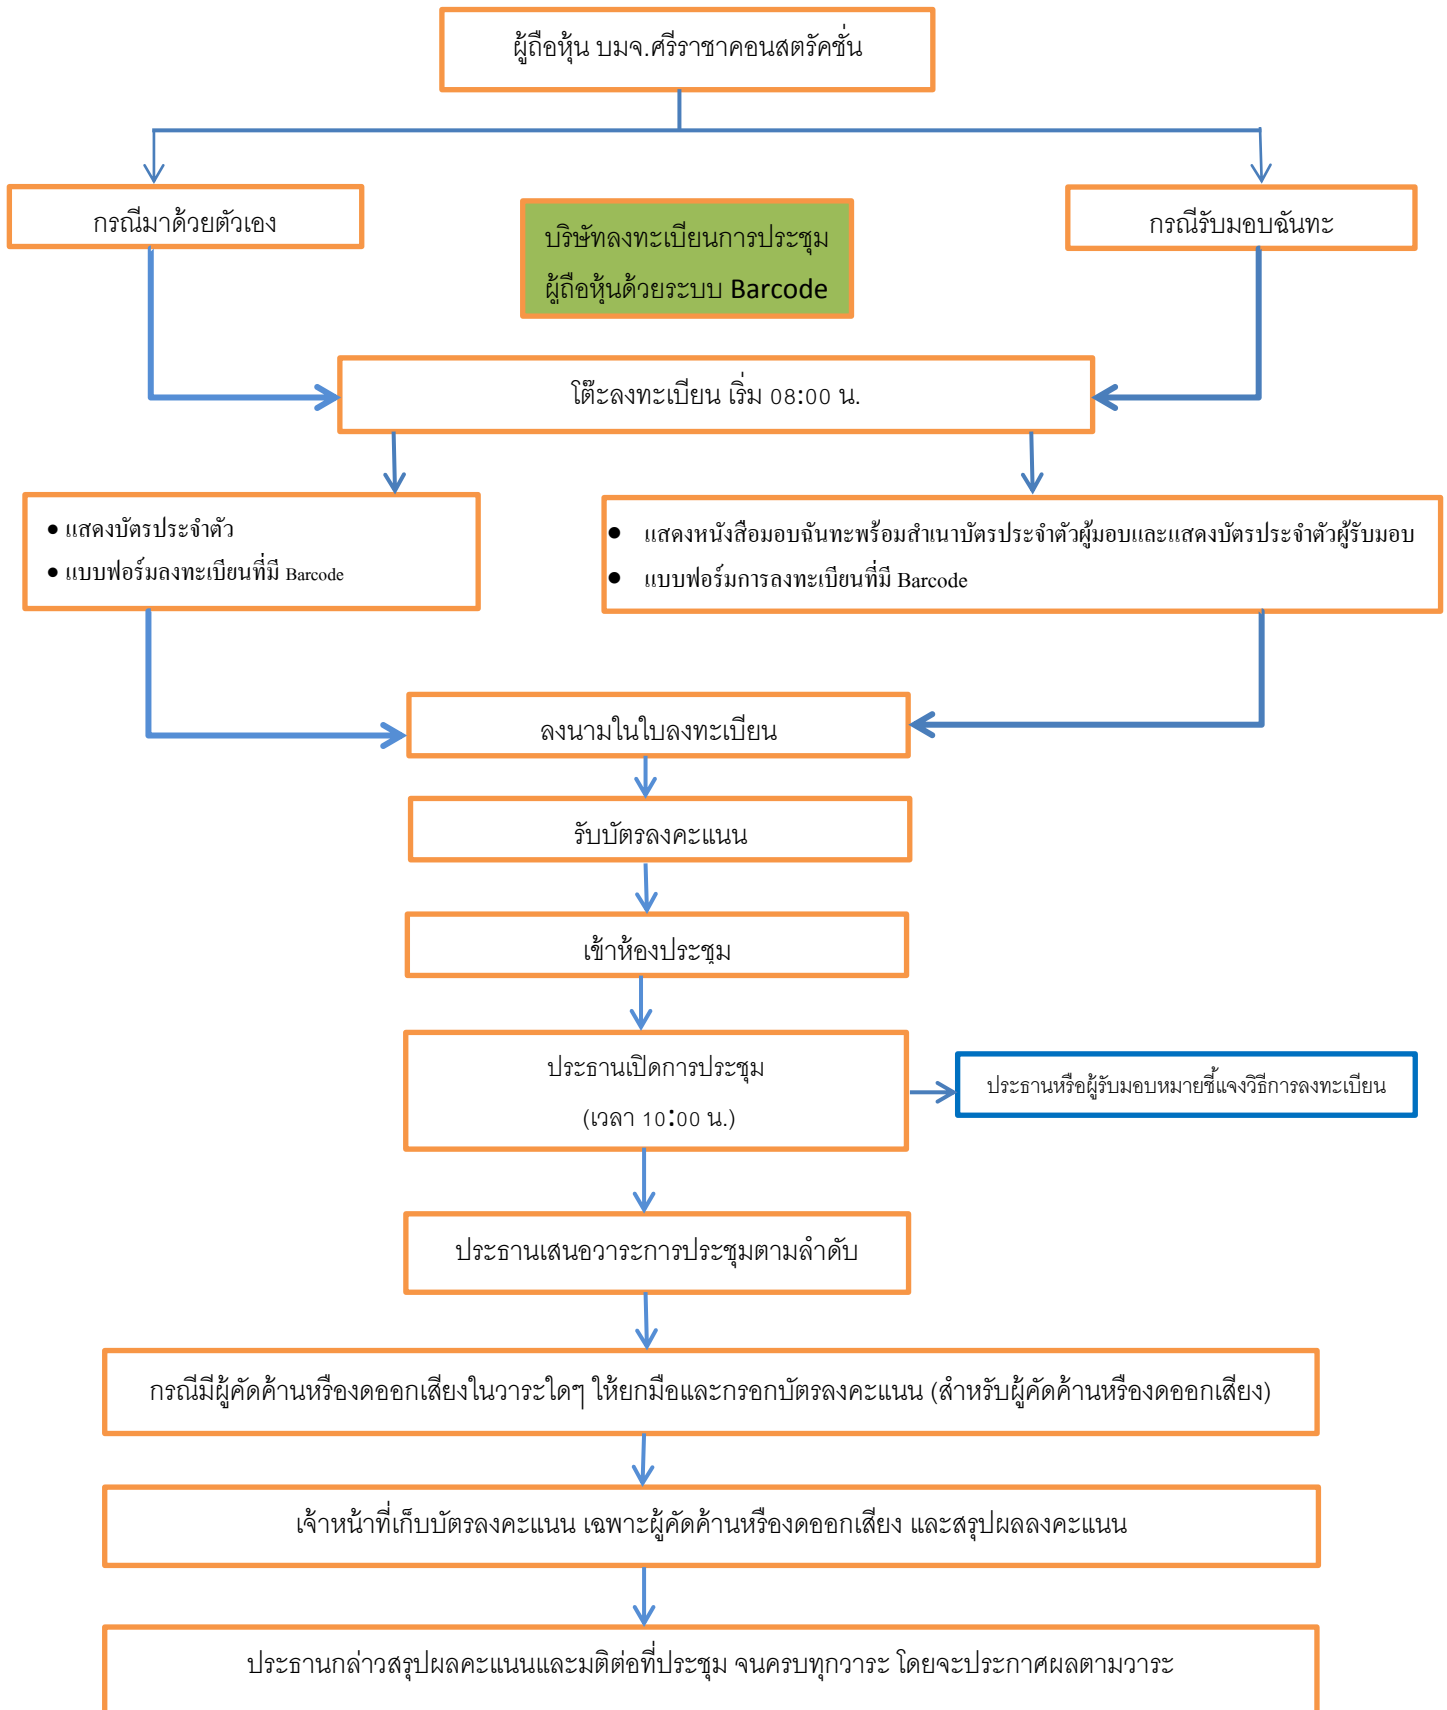 ผู้ถือหุ้น บมจ.ศรีราชาคอนสตรัคชั่น
กรณีมาด้วยตัวเอง
บริษัทลงทะเบียนการประชุม
ผู้ถือหุ้นด้วยระบบ Barcode
กรณีรับมอบฉันทะ
โต๊ะลงทะเบียน เริ่ม 08:00 น.
• แสดงบัตรประจำตัว
• แบบฟอร์มลงทะเบียนที่มี Barcode
• แสดงหนังสือมอบฉันทะพร้อมสำเนาบัตรประจำตัวผู้มอบและแสดงบัตรประจำตัวผู้รับมอบ
• แบบฟอร์มการลงทะเบียนที่มี Barcode
ลงนามในใบลงทะเบียน
รับบัตรลงคะแนน
เข้าห้องประชุม
ประธานเปิดการประชุม
(เวลา 10:00 น.)
ประธานหรือผู้รับมอบหมายชี้แจงวิธีการลงทะเบียน
ประธานเสนอวาระการประชุมตามลำดับ
กรณีมีผู้คัดค้านหรืองดออกเสียงในวาระใดๆ ให้ยกมือและกรอกบัตรลงคะแนน (สำหรับผู้คัดค้านหรืองดออกเสียง)
เจ้าหน้าที่เก็บบัตรลงคะแนน เฉพาะผู้คัดค้านหรืองดออกเสียง และสรุปผลลงคะแนน
ประธานกล่าวสรุปผลคะแนนและมติต่อที่ประชุม จนครบทุกวาระ โดยจะประกาศผลตามวาระ